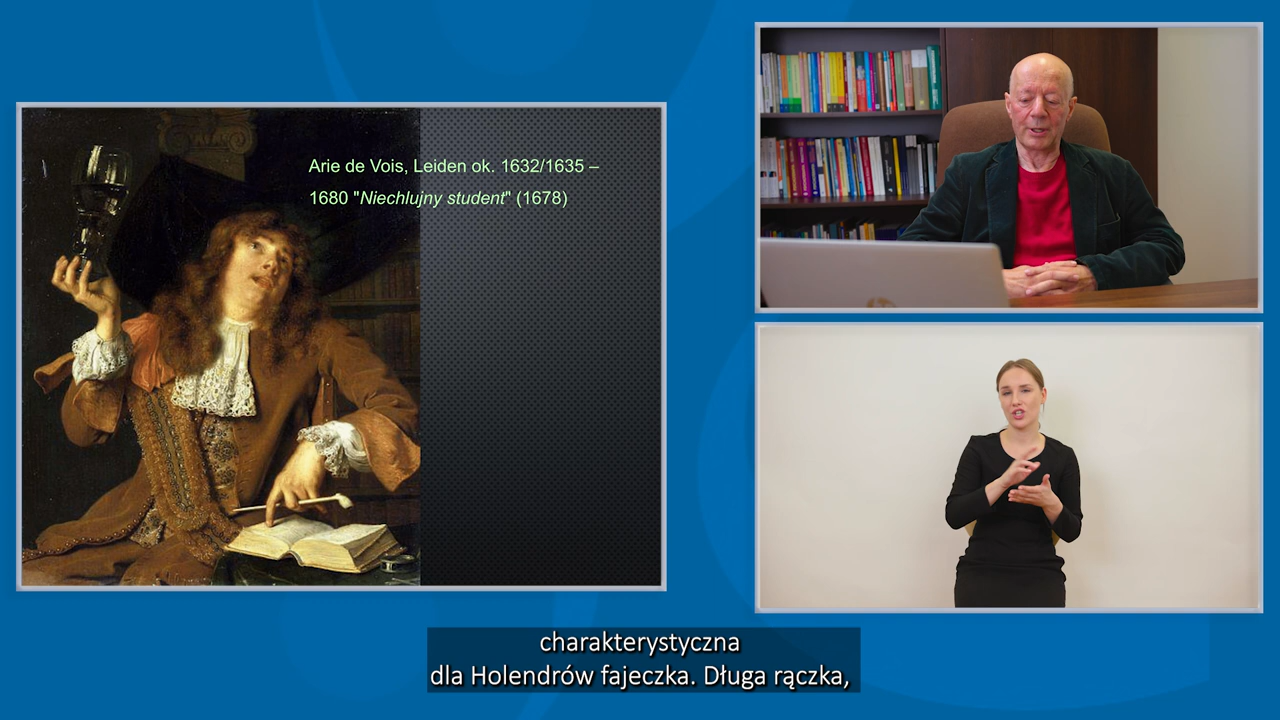 Arie de Vois, Leiden ok. 1632/1635 –
1680 "Niechlujny student" (1678)
charakterystyczna
dla Holendrów fajeczka. Długa rączka,